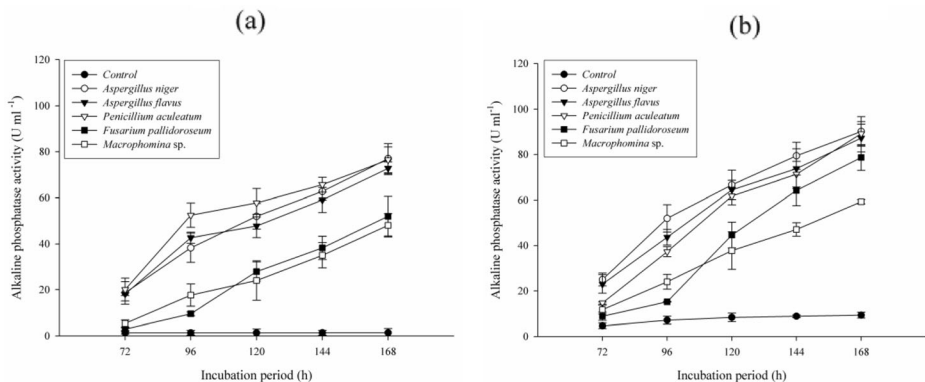 (a)
120
100
80
60
40
20
0
Alkaline phosphatase activity (U ml -1)
Control
Aspergillus niger
Aspergillus flavus
Penicillium aculeatum
Fusarium pallidoroseum
Macrophomina sp.
72 96 120 144 168
Incubation period (h)
(b)
120
100
80
60
40
20
0
Alkaline phosphatase activity (U ml -1)
Control
Aspergillus niger
Aspergillus flavus
Penicillium aculeatum
Fusarium pallidoroseum
Macrophomina sp.
72 96 120 144 168
Incubation period (h)